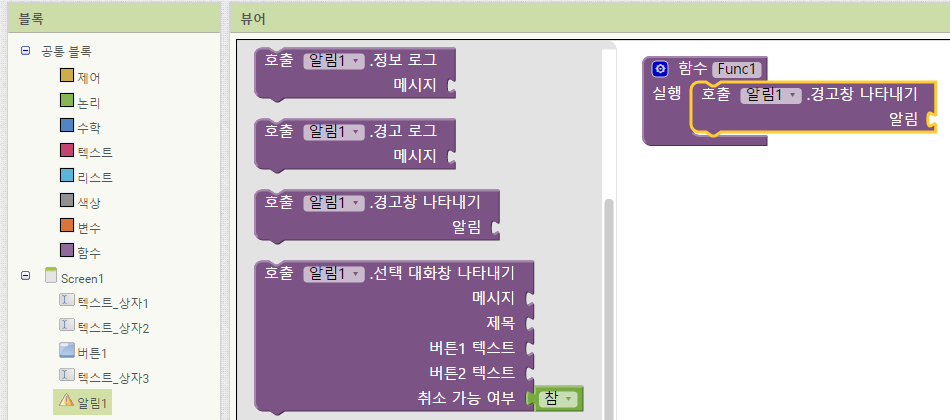 블록
공통 블록
제어
논리
수학
텍스트
리스트
색상
변수
함수
Screen1
텍스트_상자1
텍스트_상자2
버튼1
텍스트_상자3
알림1
뷰어
호출 알림1 .정보 로그
메시지
호출 알림1 .경고 로그
메시지
호출 알림1 .경고창 나타내기
알림
호출 알림1 .선택 대화창 나타내기
메시지
제목
버튼1 텍스트
버튼2 텍스트
취소 가능 여부 참
함수 Func1
실행 호출 알림1 .경고창 나타내기
알림